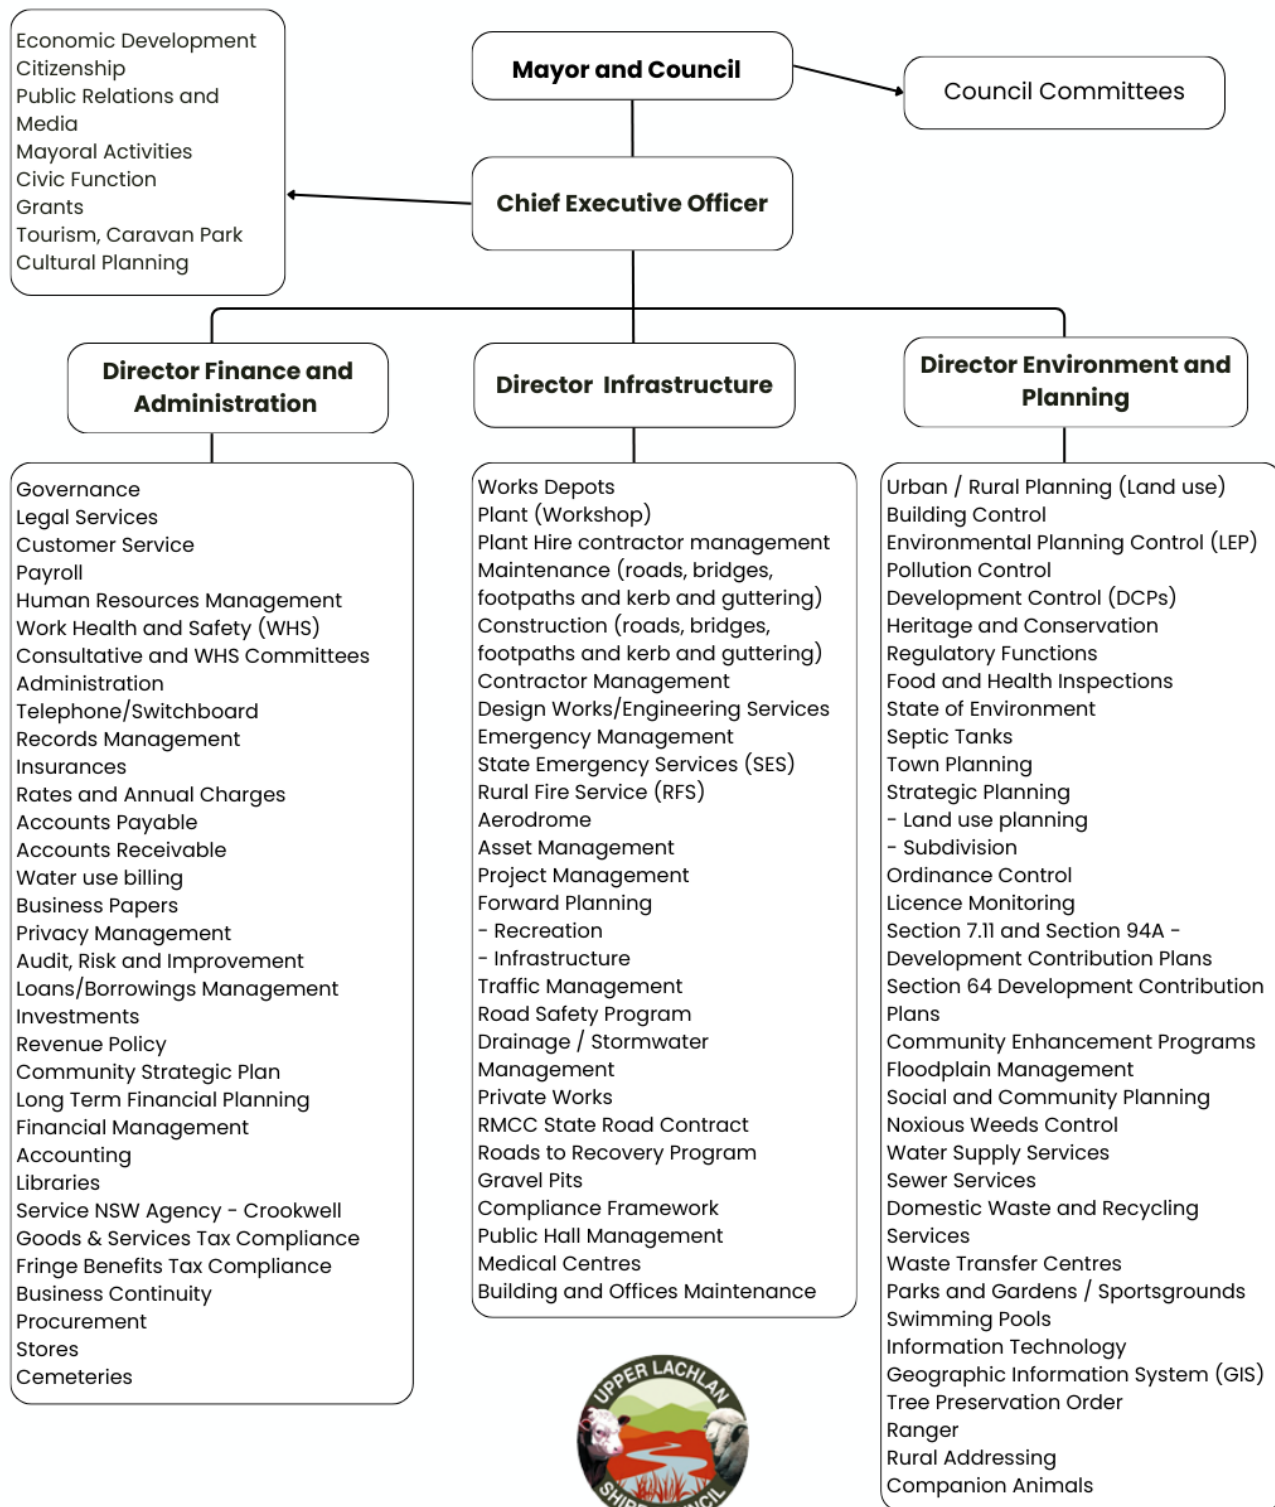 Economic Development
Citizenship
Public Relations and
Media
Mayoral Activities
Civic Function
Grants
Tourism, Caravan Park
Cultural Planning
Mayor and Council
Council Committees
Chief Executive Officer
Director Finance and
Administration
Director Infrastructure
Director Environment and
Planning
Governance
Legal Services
Customer Service
Payroll
Human Resources Management
Work Health and Safety (WHS)
Consultative and WHS Committees
Administration
Telephone/Switchboard
Records Management
Insurances
Rates and Annual Charges
Accounts Payable
Accounts Receivable
Water use billing
Business Papers
Privacy Management
Audit, Risk and Improvement
Loans/Borrowings Management
Investments
Revenue Policy
Community Strategic Plan
Long Term Financial Planning
Financial Management
Accounting
Libraries
Service NSW Agency - Crookwell
Goods & Services Tax Compliance
Fringe Benefits Tax Compliance
Business Continuity
Procurement
Stores
Cemeteries
Works Depots
Plant (Workshop)
Plant Hire contractor management
Maintenance (roads, bridges,
footpaths and kerb and guttering)
Construction (roads, bridges,
footpaths and kerb and guttering)
Contractor Management
Design Works/Engineering Services
Emergency Management
State Emergency Services (SES)
Rural Fire Service (RFS)
Aerodrome
Asset Management
Project Management
Forward Planning
- Recreation
- Infrastructure
Traffic Management
Road Safety Program
Drainage / Stormwater
Management
Private Works
RMCC State Road Contract
Roads to Recovery Program
Gravel Pits
Compliance Framework
Public Hall Management
Medical Centres
Building and Offices Maintenance
Urban / Rural Planning (Land use)
Building Control
Environmental Planning Control (LEP)
Pollution Control
Development Control (DCPs)
Heritage and Conservation
Regulatory Functions
Food and Health Inspections
State of Environment
Septic Tanks
Town Planning
Strategic Planning
- Land use planning
- Subdivision
Ordinance Control
Licence Monitoring
Section 7.11 and Section 94A -
Development Contribution Plans
Section 64 Development Contribution
Plans
Community Enhancement Programs
Floodplain Management
Social and Community Planning
Noxious Weeds Control
Water Supply Services
Sewer Services
Domestic Waste and Recycling
Services
Waste Transfer Centres
Parks and Gardens / Sportsgrounds
Swimming Pools
Information Technology
Geographic Information System (GIS)
Tree Preservation Order
Ranger
Rural Addressing
Companion Animals
UPPER LACHLAN
SHIRE COUNCIL